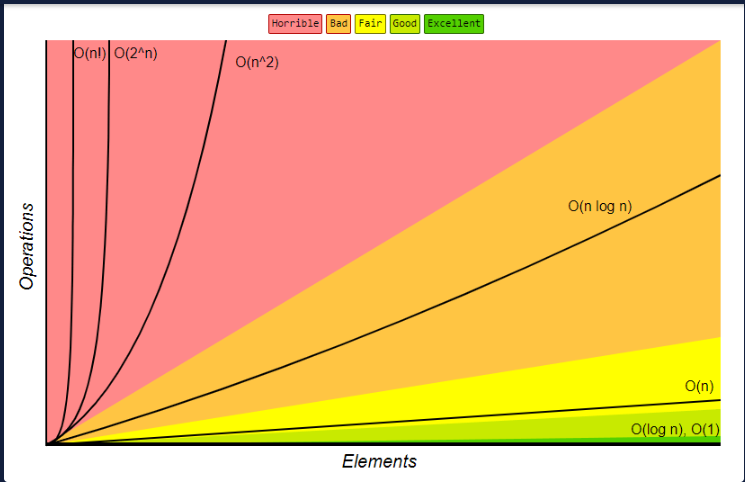 Horrible Bad Fair Good Excellent
O(n!) O(2^n)
O(n^2)
O(n log n)
Operations
O(n)
O(log n), O(1)
Elements